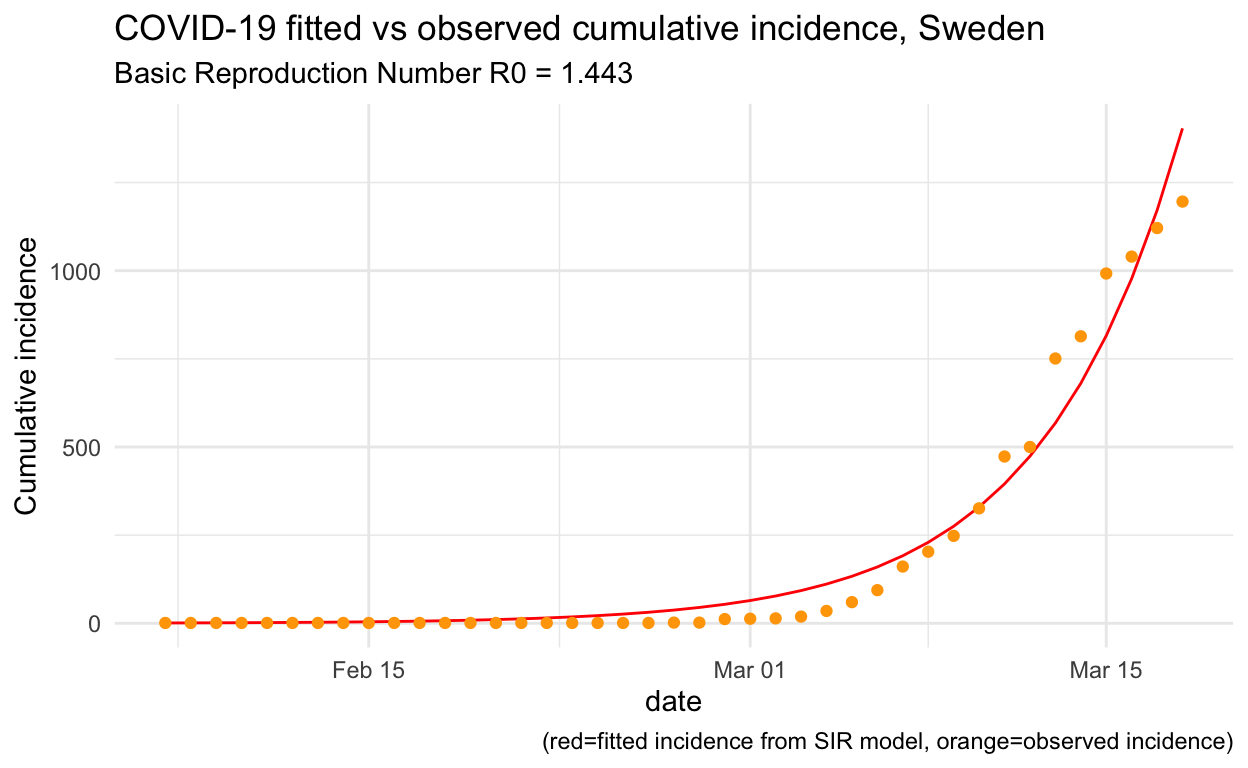 COVID-19 fitted vs observed cumulative incidence, Sweden
Basic Reproduction Number R0 = 1.443
Cumulative incidence
1000
500
0
Feb 15
Mar 01
Mar 15
date
(red=fitted incidence from SIR model, orange=observed incidence)